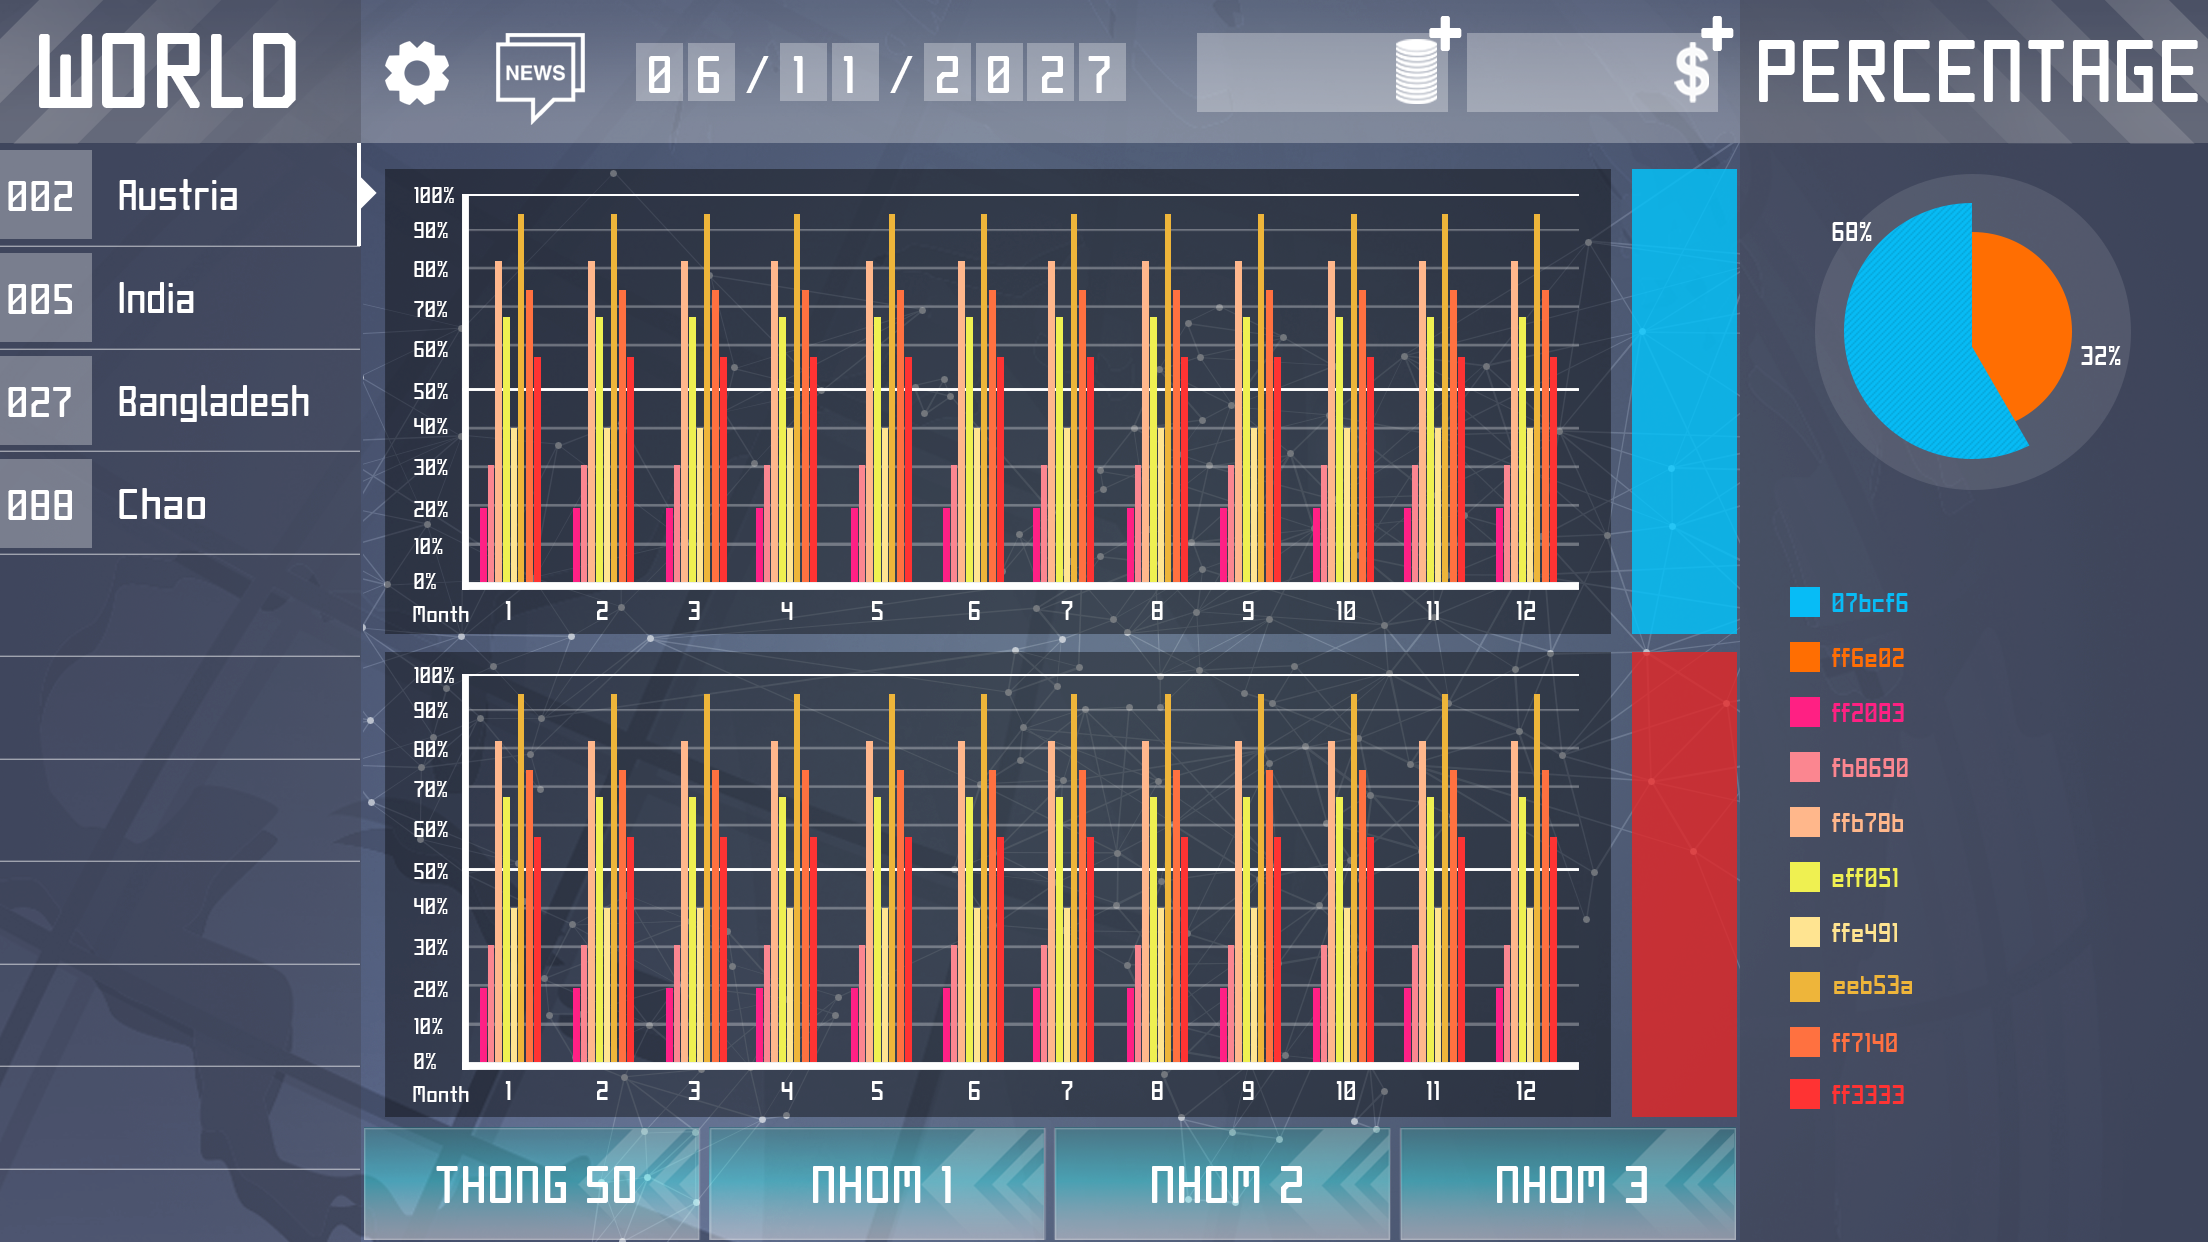 WORLD
NEWS
06/11/2027
$
PERCENTAGE
002 Austria
005 India
027 Bangladesh
088 Chao
100%
90%
80%
70%
60%
50%
40%
30%
20%
10%
0%
Month 1 2 3 4 5 6 7 8 9 10 11 12
100%
90%
80%
70%
60%
50%
40%
30%
20%
10%
0%
Month 1 2 3 4 5 6 7 8 9 10 11 12
68%
32%
07bcf6
ff6e02
ff2083
fb8690
ffb78b
eff051
ffe491
eeb53a
ff7140
ff3333
THONG SO
NHOM 1
NHOM 2
NHOM 3